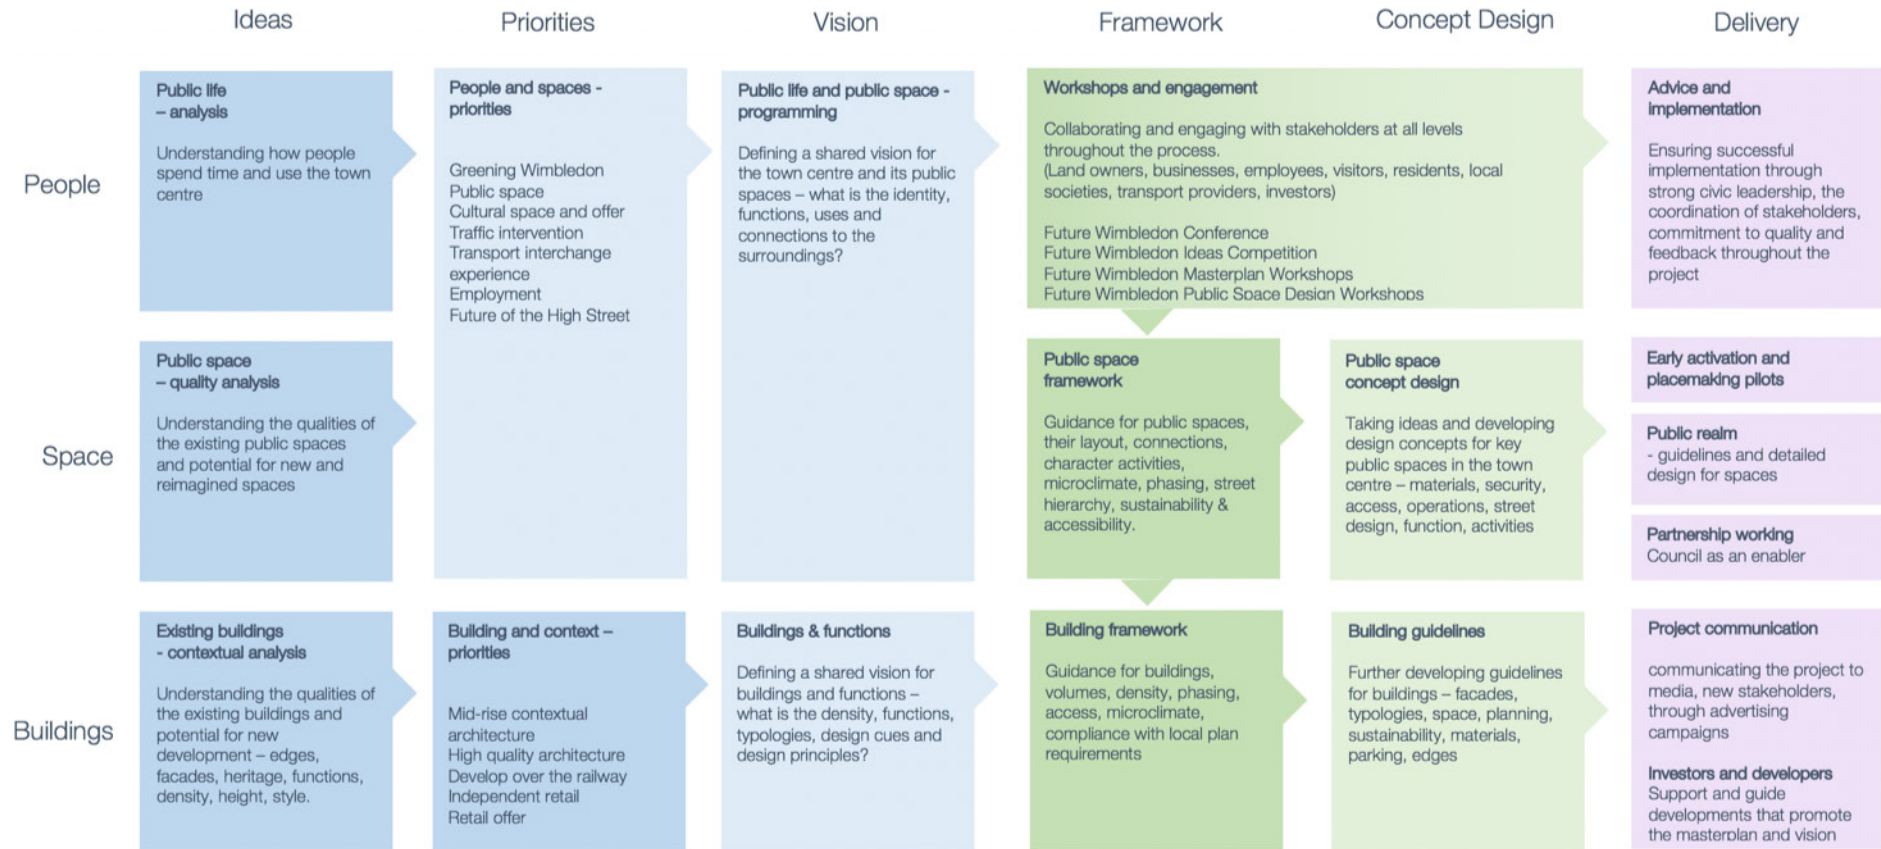 Ideas
Priorities
Vision
Framework
Concept Design
Delivery
People
Public life
– analysis
Understanding how people
spend time and use the town
centre
People and spaces -
priorities
Greening Wimbledon
Public space
Cultural space and offer
Traffic intervention
Transport interchange
experience
Employment
Future of the High Street
Public life and public space -
programming
Defining a shared vision for
the town centre and its public
spaces – what is the identity,
functions, uses and
connections to the
surroundings?
Workshops and engagement
Collaborating and engaging with stakeholders at all levels
throughout the process.
(Land owners, businesses, employees, visitors, residents, local
societies, transport providers, investors)
Future Wimbledon Conference
Future Wimbledon Ideas Competition
Future Wimbledon Masterplan Workshops
Future Wimbledon Public Space Design Workshops
Advice and
implementation
Ensuring successful
implementation through
strong civic leadership, the
coordination of stakeholders,
commitment to quality and
feedback throughout the
project
Space
Public space
– quality analysis
Understanding the qualities of
the existing public spaces
and potential for new and
reimagined spaces
Public space
framework
Guidance for public spaces,
their layout, connections,
character activities,
microclimate, phasing, street
hierarchy, sustainability &
accessibility.
Public space
concept design
Taking ideas and developing
design concepts for key
public spaces in the town
centre – materials, security,
access, operations, street
design, function, activities
Early activation and
placemaking pilots
Public realm
- guidelines and detailed
design for spaces
Partnership working
Council as an enabler
Buildings
Existing buildings
- contextual analysis
Understanding the qualities of
the existing buildings and
potential for new
development – edges,
facades, heritage, functions,
density, height, style.
Building and context –
priorities
Mid-rise contextual
architecture
High quality architecture
Develop over the railway
Independent retail
Retail offer
Buildings & functions
Defining a shared vision for
buildings and functions –
what is the density, functions,
typologies, design cues and
design principles?
Building framework
Guidance for buildings,
volumes, density, phasing,
access, microclimate,
compliance with local plan
requirements
Building guidelines
Further developing guidelines
for buildings – facades,
typologies, space, planning,
sustainability, materials,
parking, edges
Project communication
communicating the project to
media, new stakeholders,
through advertising
campaigns
Investors and developers
Support and guide
developments that promote
the masterplan and vision